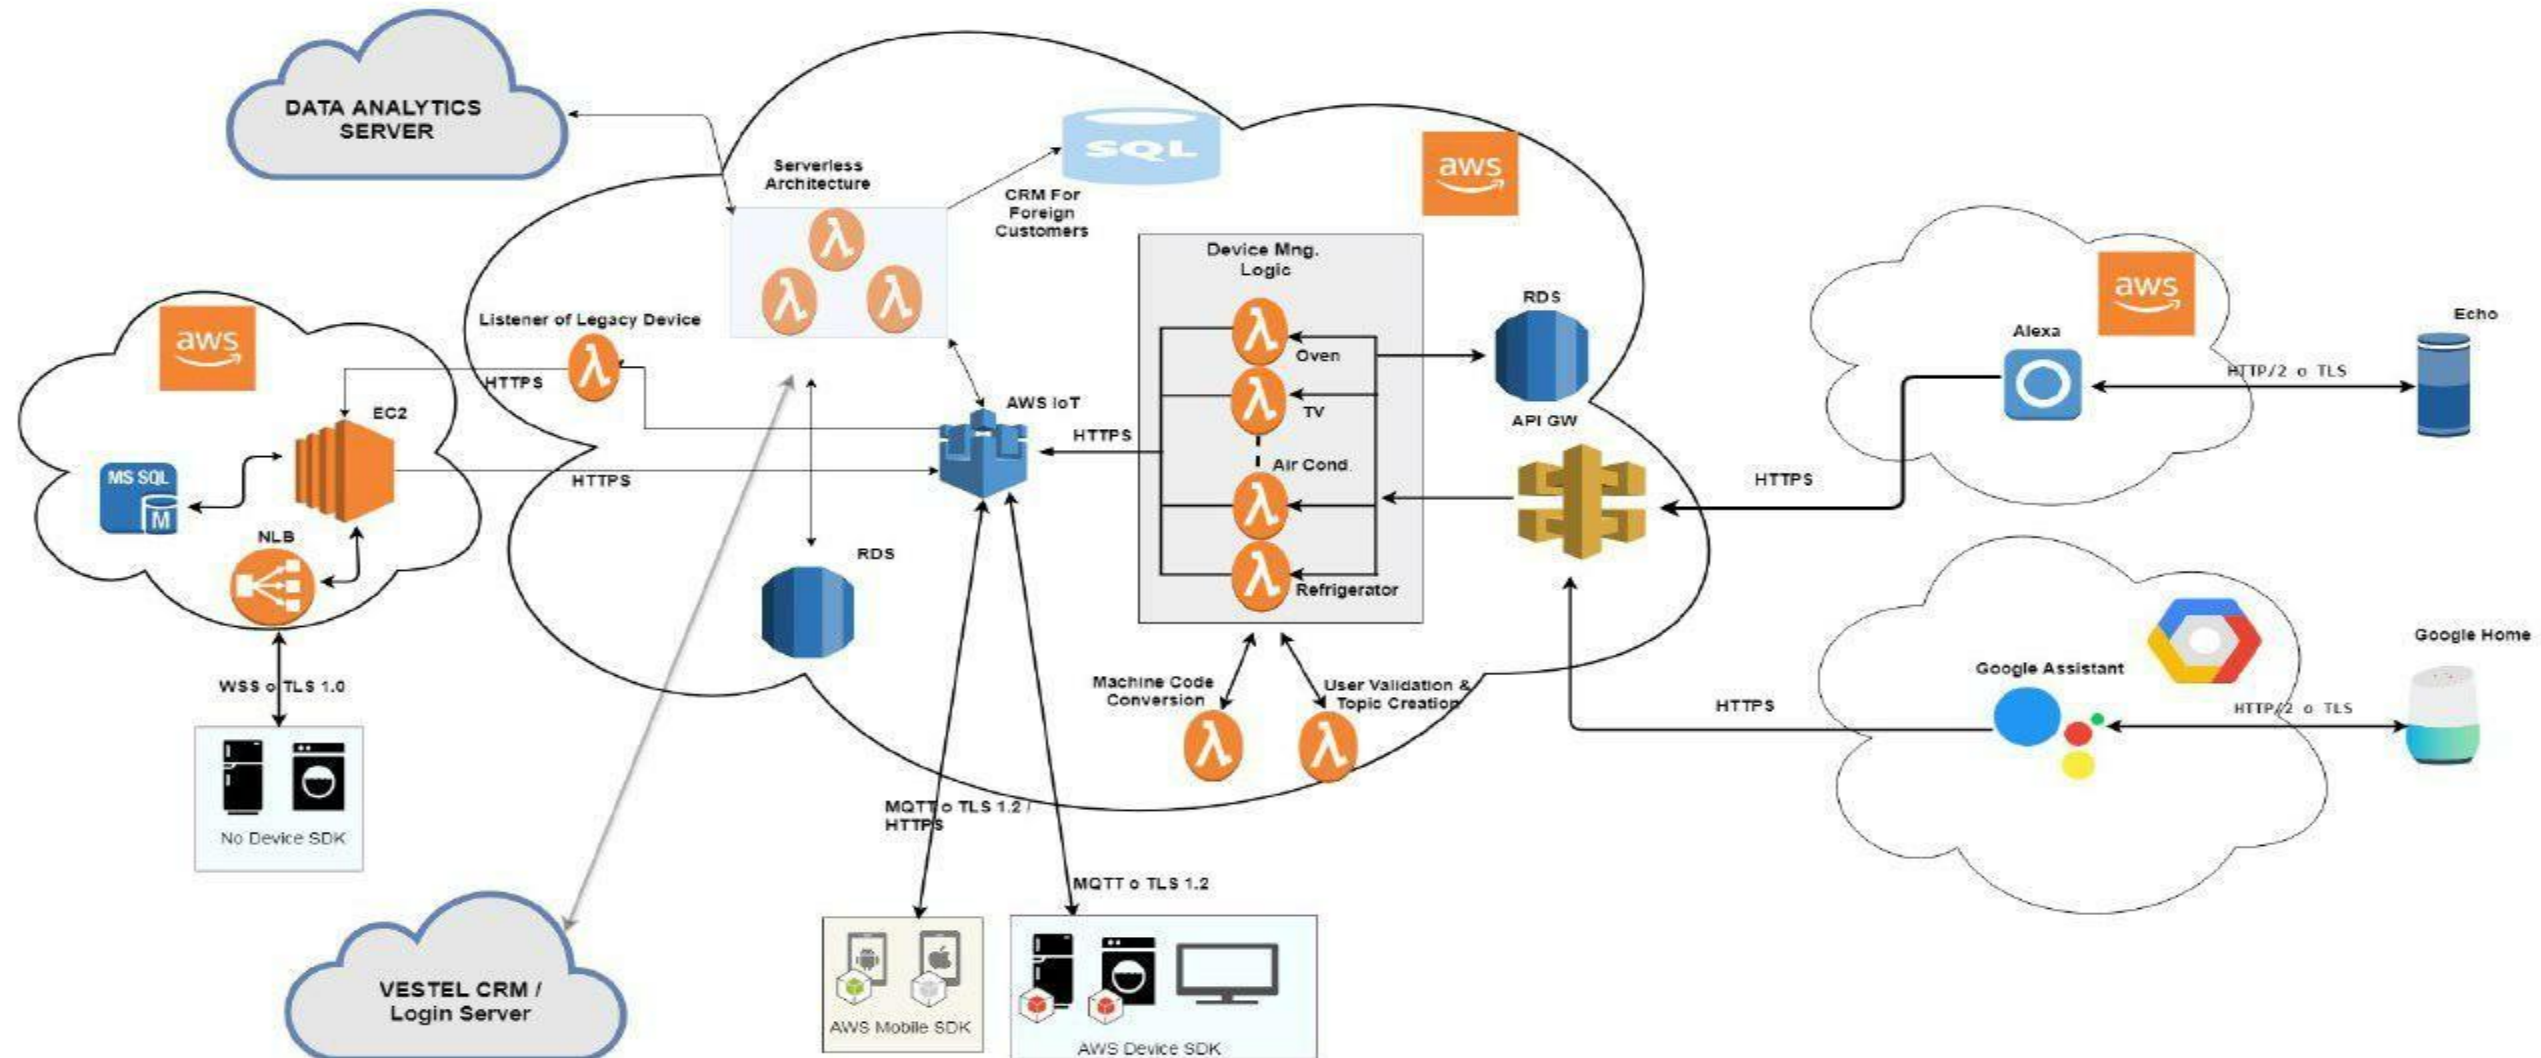 DATA ANALYTICS
SERVER
Serverless
Architecture
SQL
CRM For
Foreign
Customers
aws
Device Mng.
Logic
Oven
TV
Air Cond.
Refrigerator
RDS
API GW
Listener of Legacy Device
HTTPS
HTTPS
AWS IoT
HTTPS
RDS
aws
EC2
MS SQL
M
NLB
WSS o TLS 1.0
No Device SDK
VESTEL CRM /
Login Server
Machine Code
Conversion
User Validation &
Topic Creation
MQTT o TLS 1.2 /
HTTPS
MQTT o TLS 1.2
AWS Mobile SDK
AWS Device SDK
aws
Alexa
Echo
HTTP/2 o TLS
HTTPS
Google Assistant
Google Home
HTTP/2 o TLS
HTTPS